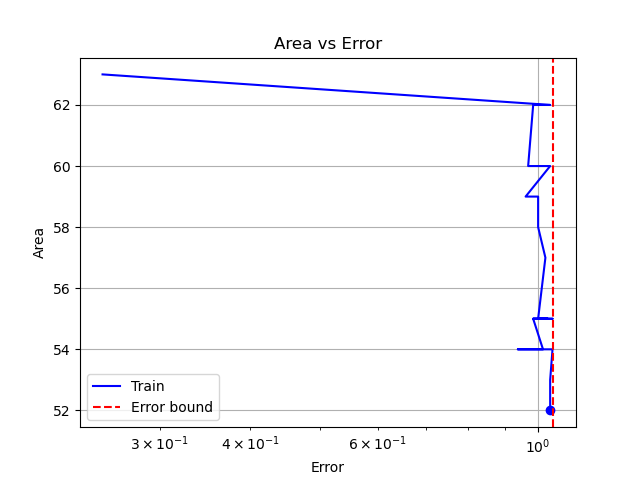 Area vs Error
Area
62
60
58
56
54
52
Train
Error bound
3 × 10⁻¹
4 × 10⁻¹
6 × 10⁻¹
10⁰
Error